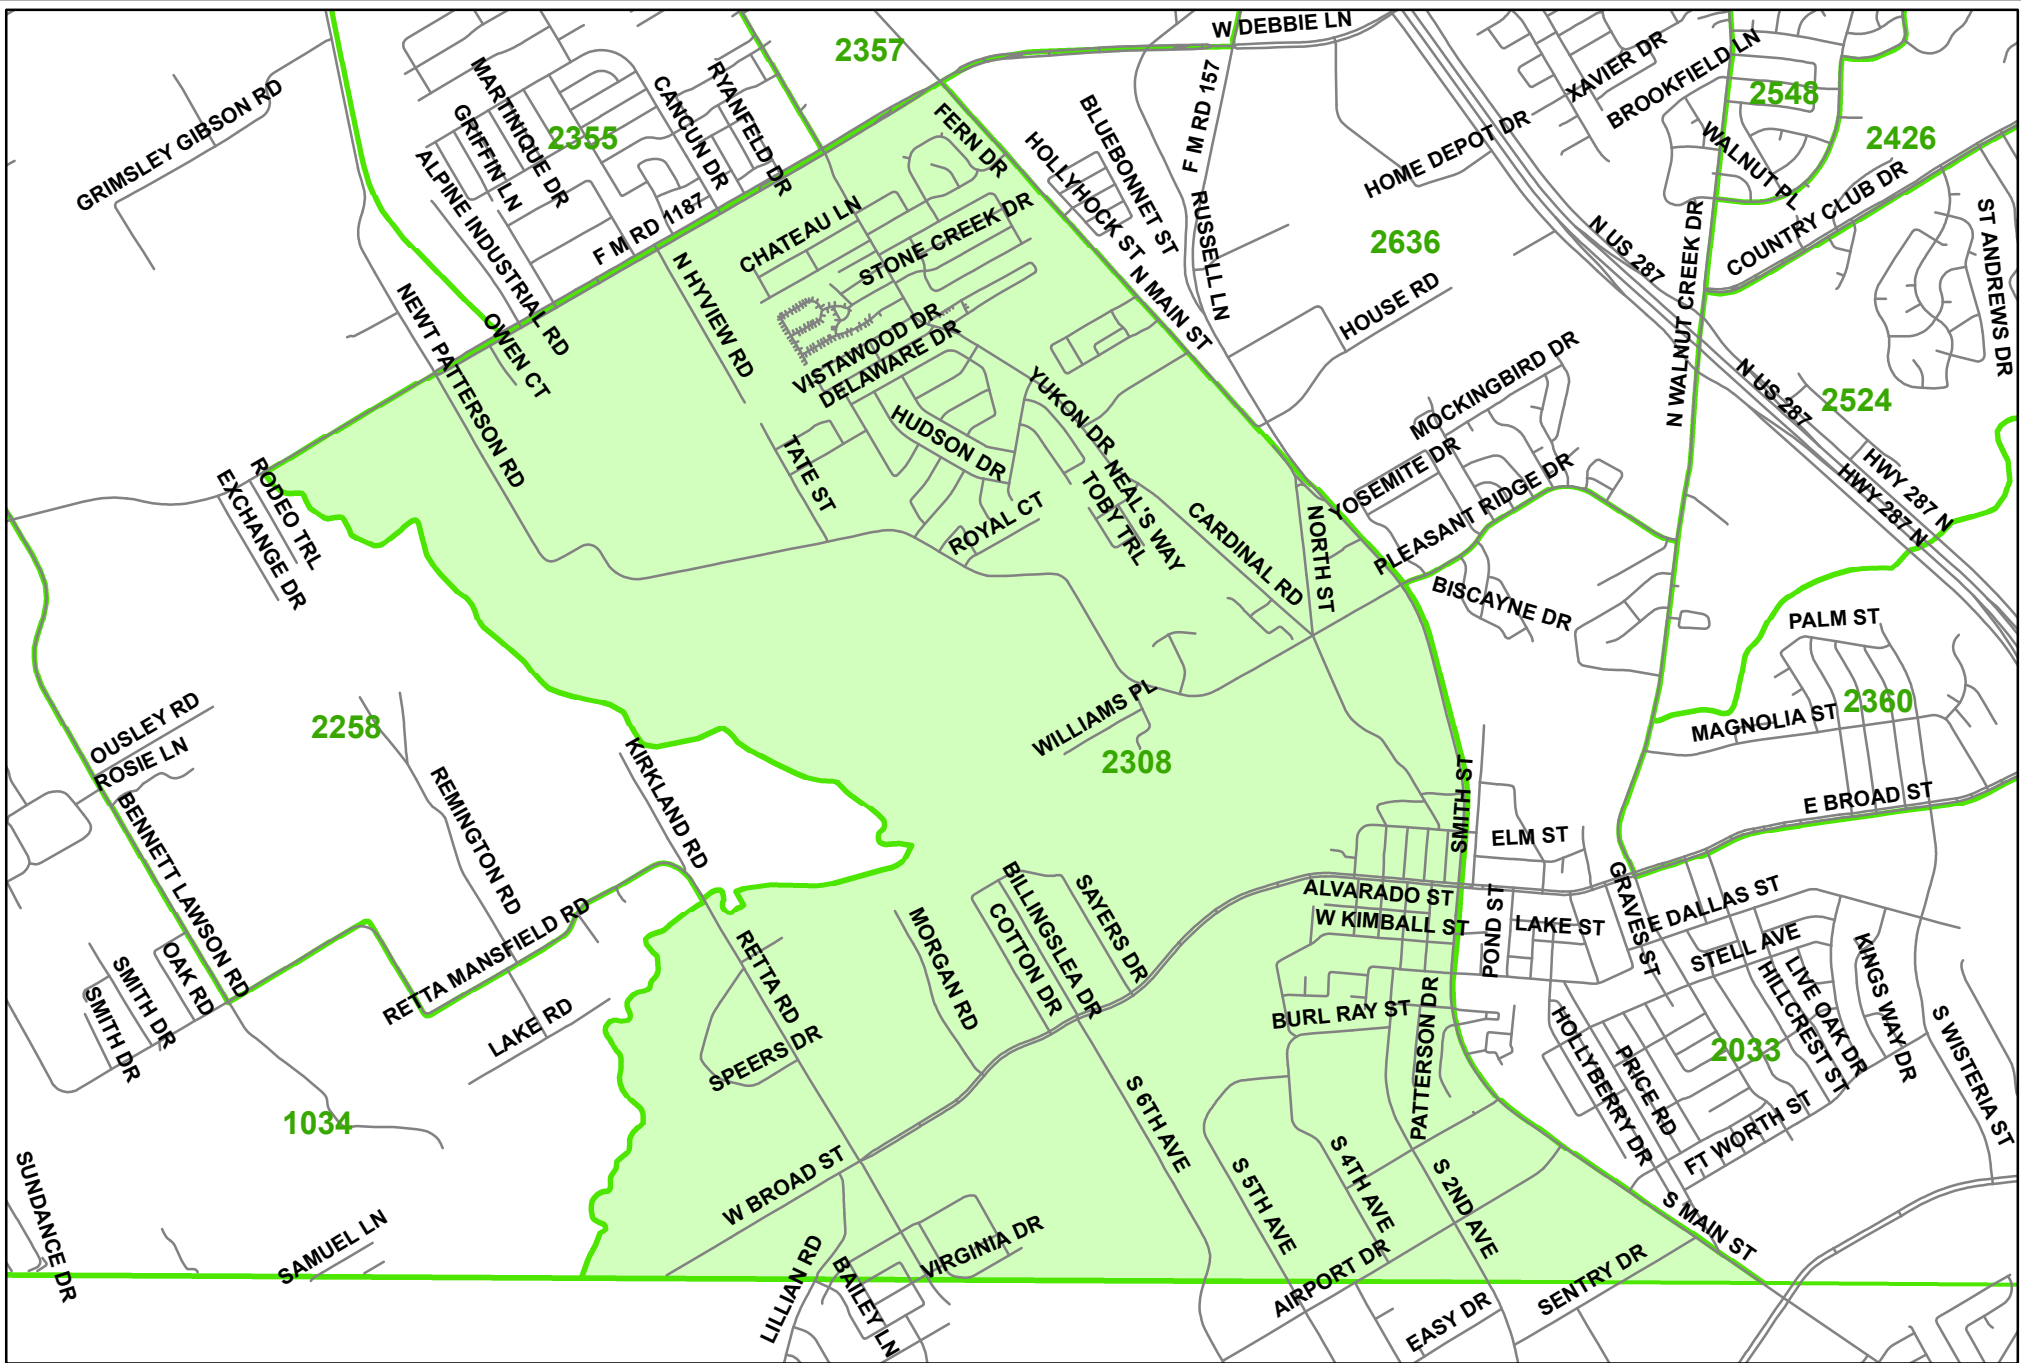 W DEBBIE LN
2357
XAVIER DR
BROOKFIELD LN
2548
MARTINIQUE DR
CANCUN DR
RYANFELD DR
F M RD 157
BLUEBONNET ST
GRIMSLEY GIBSON RD
GRIFFIN LN
2355
FERN DR
HOLLYHOCK ST
HOME DEPOT DR
WALNUT PL
2426
ALPINE INDUSTRIAL RD
F M RD 1187
CHATEAU LN
STONE CREEK DR
RUSSELL LN
2636
N US 287
COUNTRY CLUB DR
ST ANDREWS DR
N WALNUT CREEK DR
N HYVIEW RD
N MAIN ST
HOUSE RD
NEWT PATTERSON RD
OWEN CT
VISTAWOOD DR
DELAWARE DR
YUKON DR
MOCKINGBIRD DR
N US 287
2524
HUDSON DR
TATE ST
RODEO TRL
EXCHANGE DR
YOSEMITE DR
PLEASANT RIDGE DR
HWY 287 N
HWY 287 N
NEAL'S WAY
TOBY TRL
ROYAL CT
CARDINAL RD
NORTH ST
BISCAYNE DR
PALM ST
OUSLEY RD
ROSIE LN
2258
WILLIAMS PL
2308
2360
MAGNOLIA ST
KIRKLAND RD
REMINGTON RD
BENNETT LAWSON RD
SMITH ST
E BROAD ST
ELM ST
ALVARADO ST
W KIMBALL ST
POND ST
LAKE ST
GRAVES ST
E DALLAS ST
STELL AVE
BILLINGSLEA DR
SAYERS DR
COTTON DR
MORGAN RD
RETTA MANSFIELD RD
RETTA RD
OAK RD
SMITH DR
SMITH DR
LAKE RD
SPEERS DR
BURL RAY ST
PATTERSON DR
HOLLYBERRY DR
PRICE RD
2033
HILLCREST ST
LIVE OAK DR
KINGS WAY DR
S WISTERIA ST
1034
S 6TH AVE
FT WORTH ST
SUNDANCE DR
SAMUEL LN
W BROAD ST
S 5TH AVE
S 4TH AVE
S 2ND AVE
S MAIN ST
LILLIAN RD
BAILEY LN
VIRGINIA DR
AIRPORT DR
EASY DR
SENTRY DR